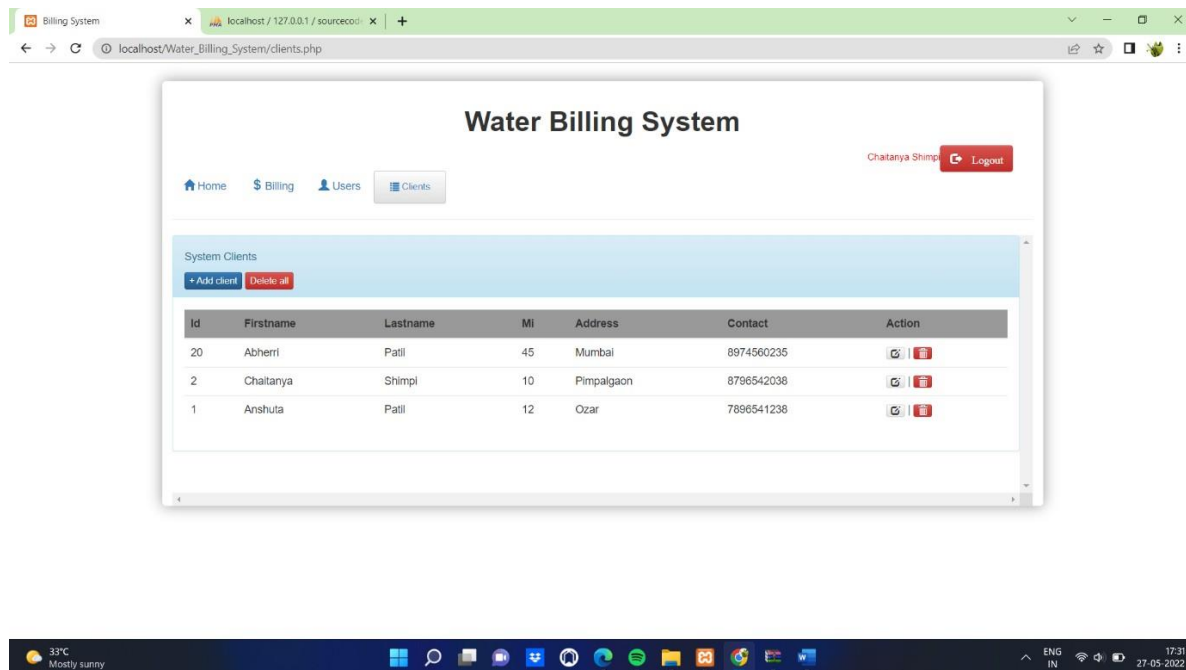 Billing System
localhost / 127.0.0.1 / sourcecod
localhost/Water_Billing_System/clients.php
Water Billing System
Chaitanya Shimpi Logout
Home $ Billing Users Clients
System Clients
+ Add client Delete all
Id Firstname Lastname Mi Address Contact Action
20 Abherri Patil 45 Mumbai 8974560235 |
2 Chaitanya Shimpi 10 Pimpalgaon 8796542038 |
1 Anshuta Patil 12 Ozar 7896541238 |
33°C
Mostly sunny
ENG
IN
17:31
27-05-2022